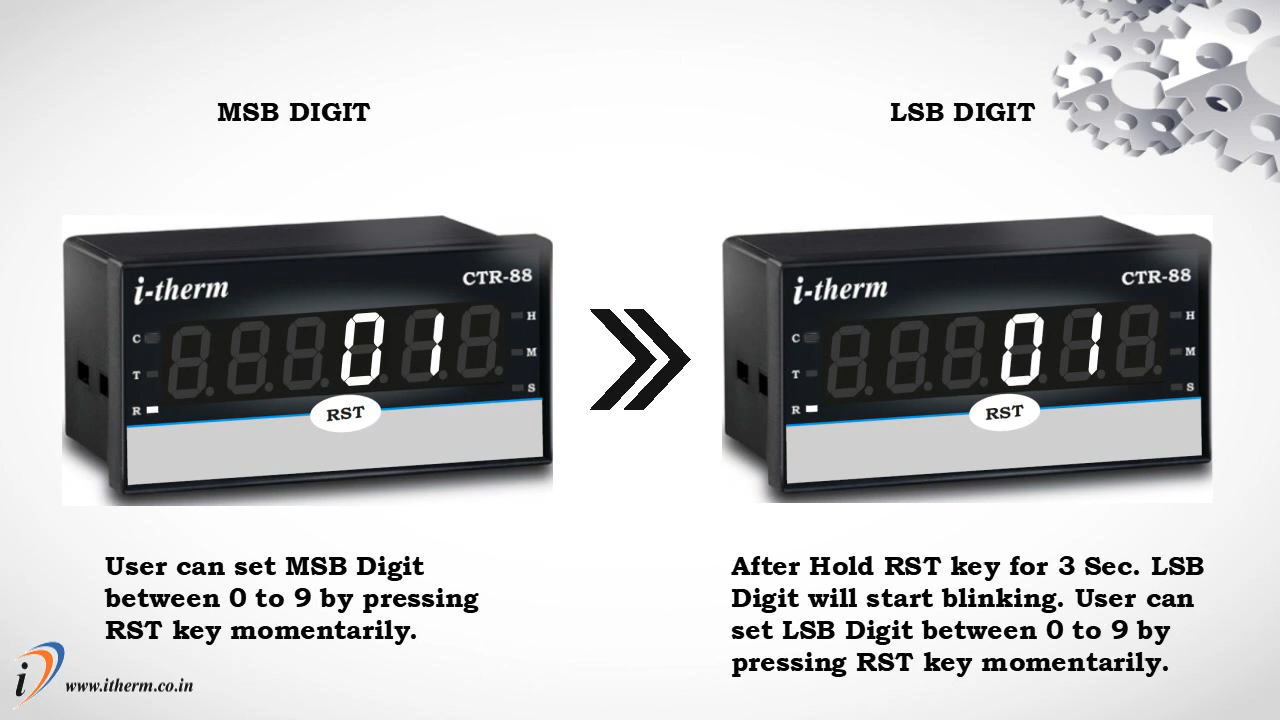 MSB DIGIT
LSB DIGIT
i-therm
CTR-88
C
T
R
H
M
S
01
RST
i-therm
CTR-88
C
T
R
H
M
S
01
RST
User can set MSB Digit
between 0 to 9 by pressing
RST key momentarily.
After Hold RST key for 3 Sec. LSB
Digit will start blinking. User can
set LSB Digit between 0 to 9 by
pressing RST key momentarily.
i
www.itherm.co.in